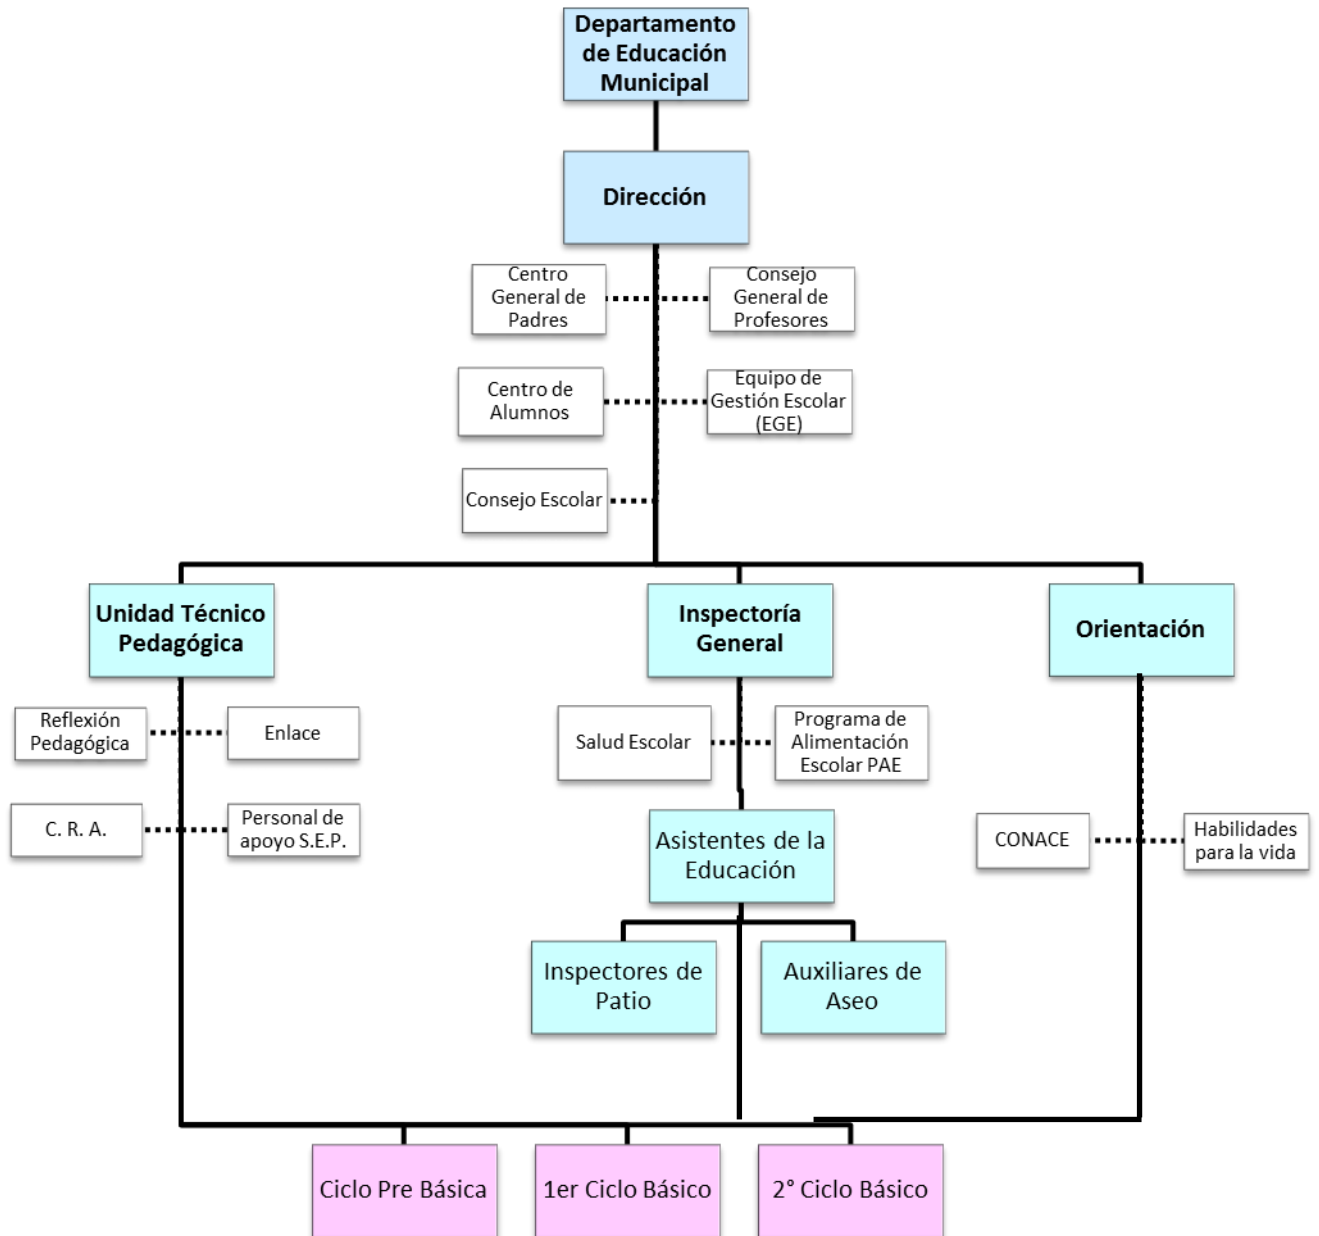 Departamento
de Educación
Municipal
Dirección
Centro
General de
Padres
Consejo
General de
Profesores
Centro de
Alumnos
Equipo de
Gestión Escolar
(EGE)
Consejo Escolar
Unidad Técnico
Pedagógica
Inspectoría
General
Orientación
Reflexión
Pedagógica
Enlace
Salud Escolar
Programa de
Alimentación
Escolar PAE
C. R. A.
Personal de
apoyo S.E.P.
Asistentes de la
Educación
CONACE
Habilidades
para la vida
Inspectores de
Patio
Auxiliares de
Aseo
Ciclo Pre Básica
1er Ciclo Básico
2° Ciclo Básico